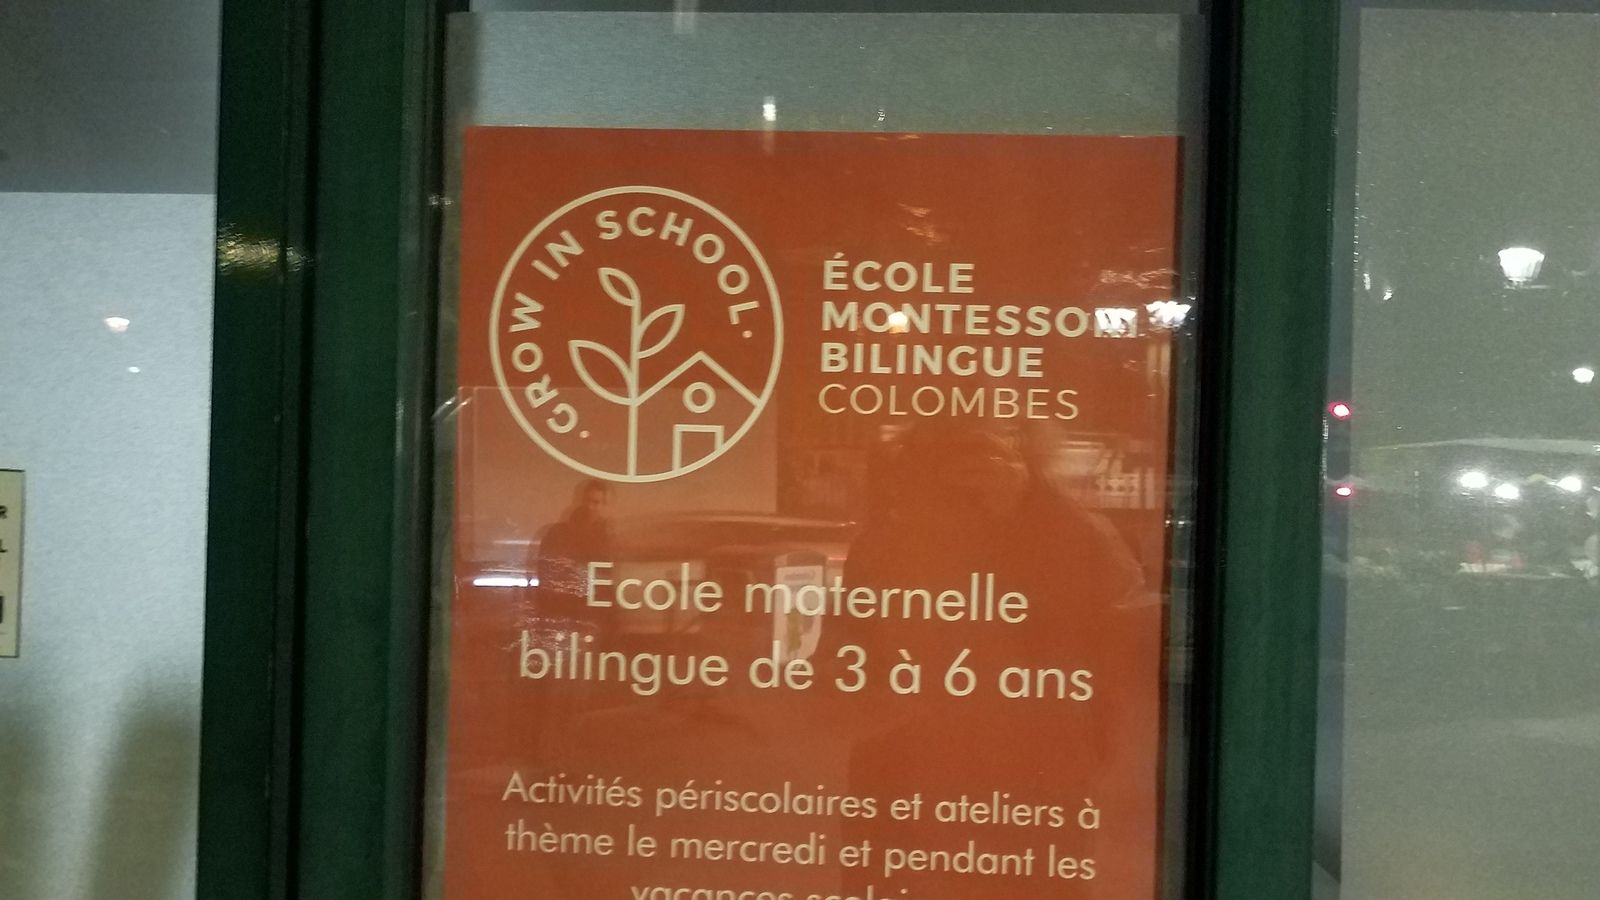 · GROW IN SCHOOL ·
ÉCOLE
MONTESSORI
BILINGUE
COLOMBES
Ecole maternelle
bilingue de 3 à 6 ans
Activités périscolaires et ateliers à
thème le mercredi et pendant les
vacances